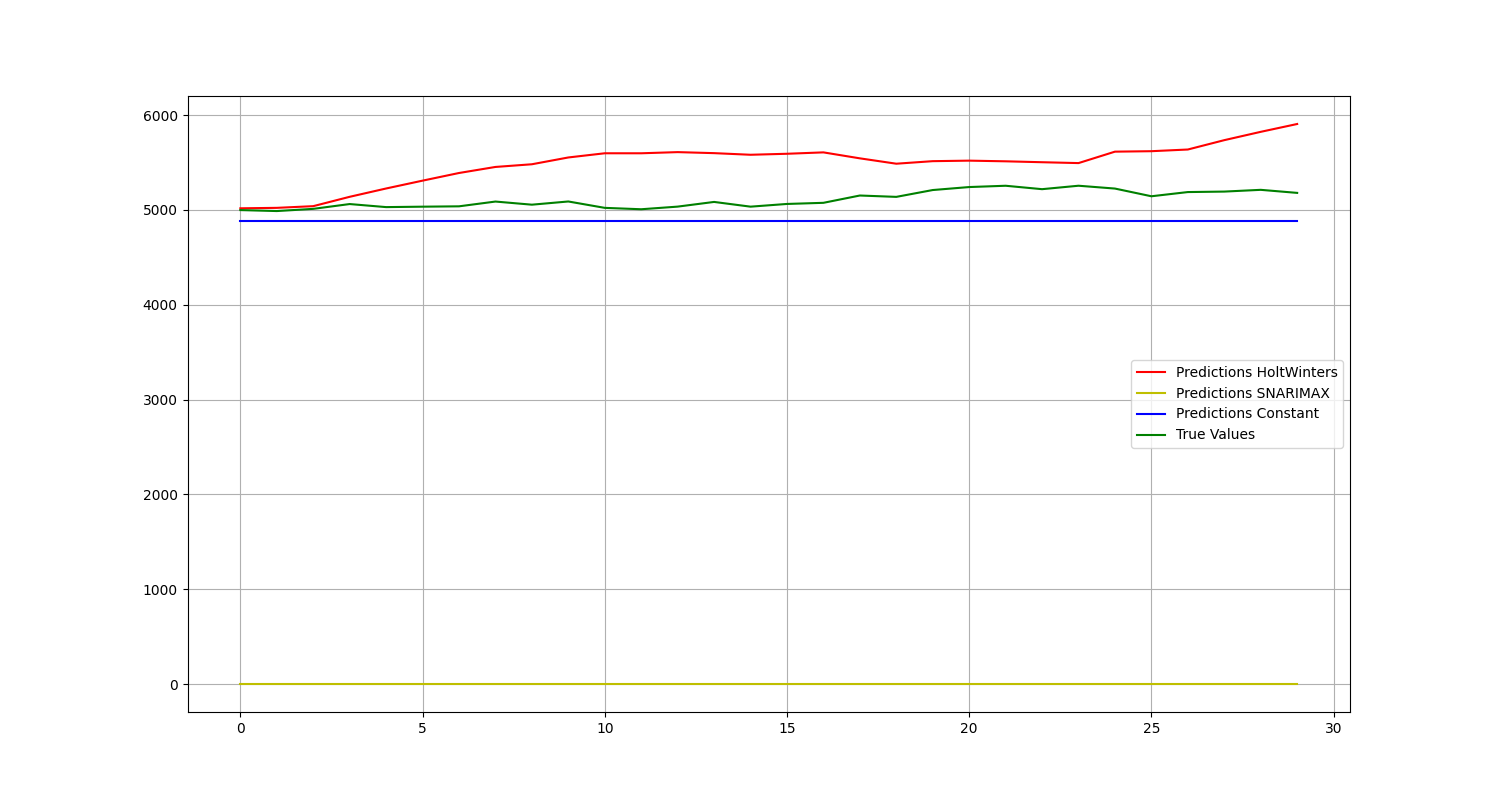 6000
5000
4000
3000
2000
1000
0
Predictions HoltWinters
Predictions SNARIMAX
Predictions Constant
True Values
0 5 10 15 20 25 30